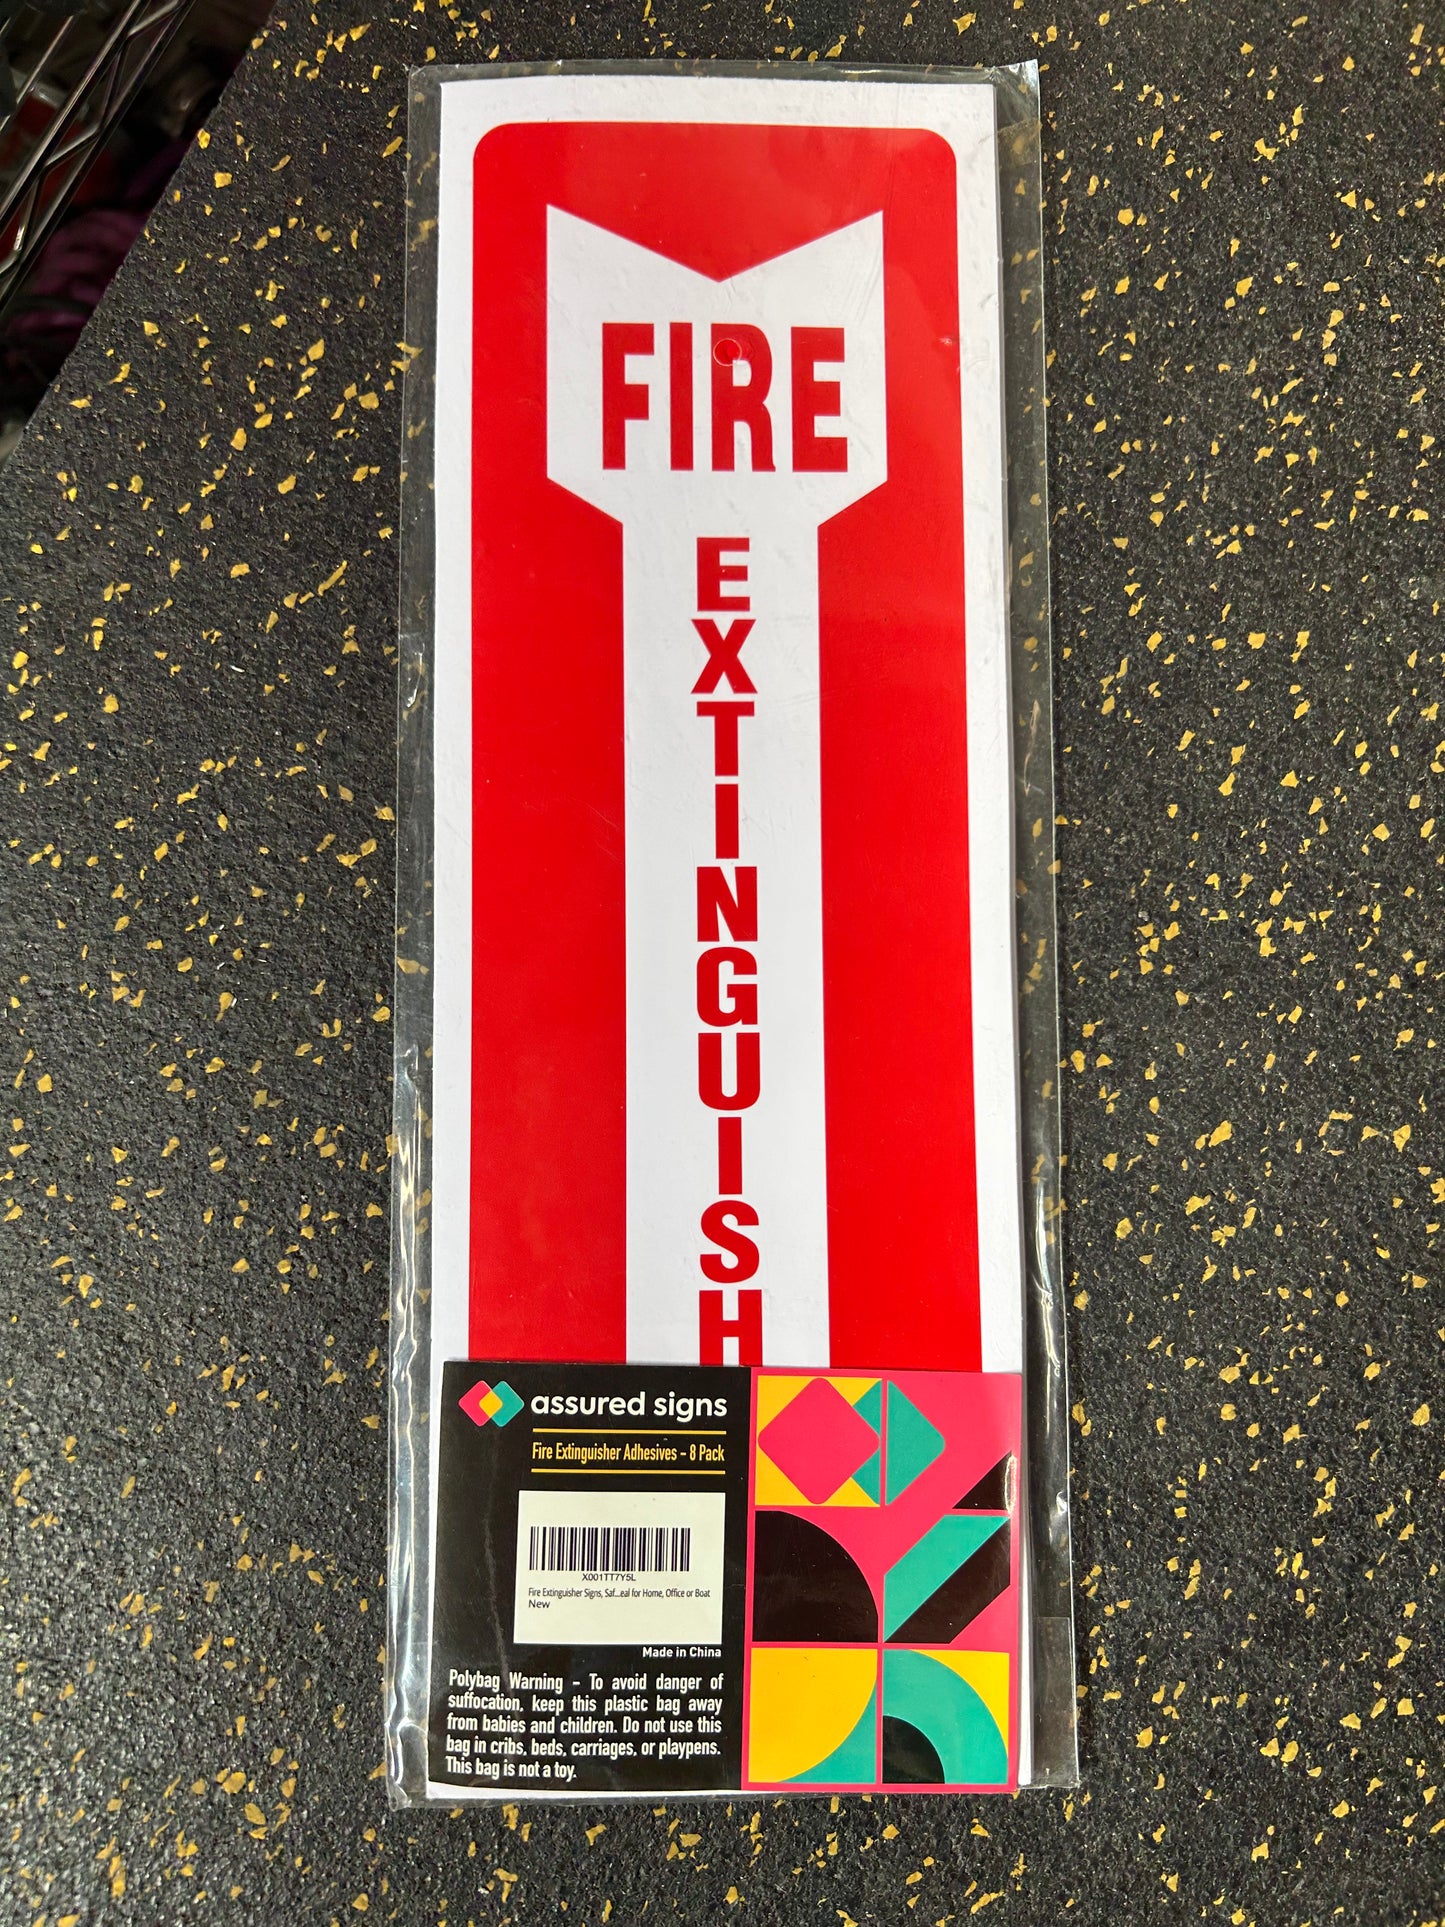 FIRE
E
X
T
I
N
G
U
I
S
H
assured signs
Fire Extinguisher Adhesives - 8 Pack
X001TT7Y5L
Fire Extinguisher Signs, Saf...eal for Home, Office or Boat
New
Made in China
Polybag Warning - To avoid danger of
suffocation, keep this plastic bag away
from babies and children. Do not use this
bag in cribs, beds, carriages, or playpens.
This bag is not a toy.